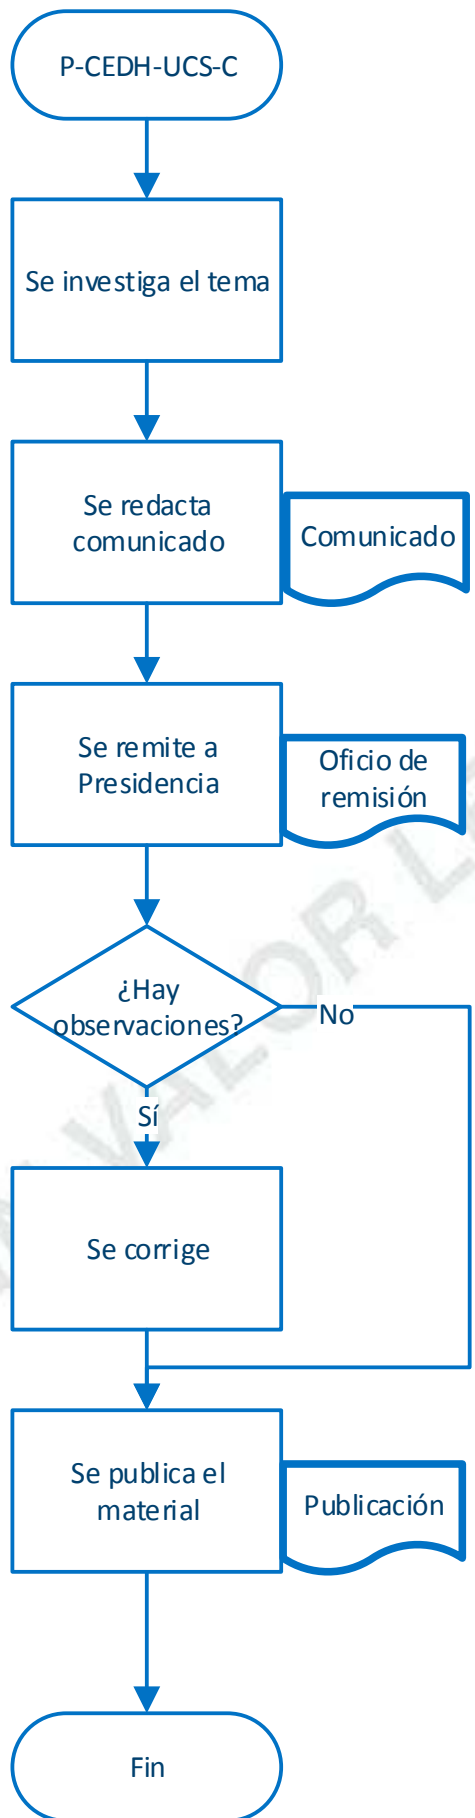 P-CEDH-UCS-C
Se investiga el tema
Se redacta
comunicado
Comunicado
Se remite a
Presidencia
Oficio de
remisión
¿Hay
observaciones?
No
Sí
Se corrige
Se publica el
material
Publicación
Fin
VALOR